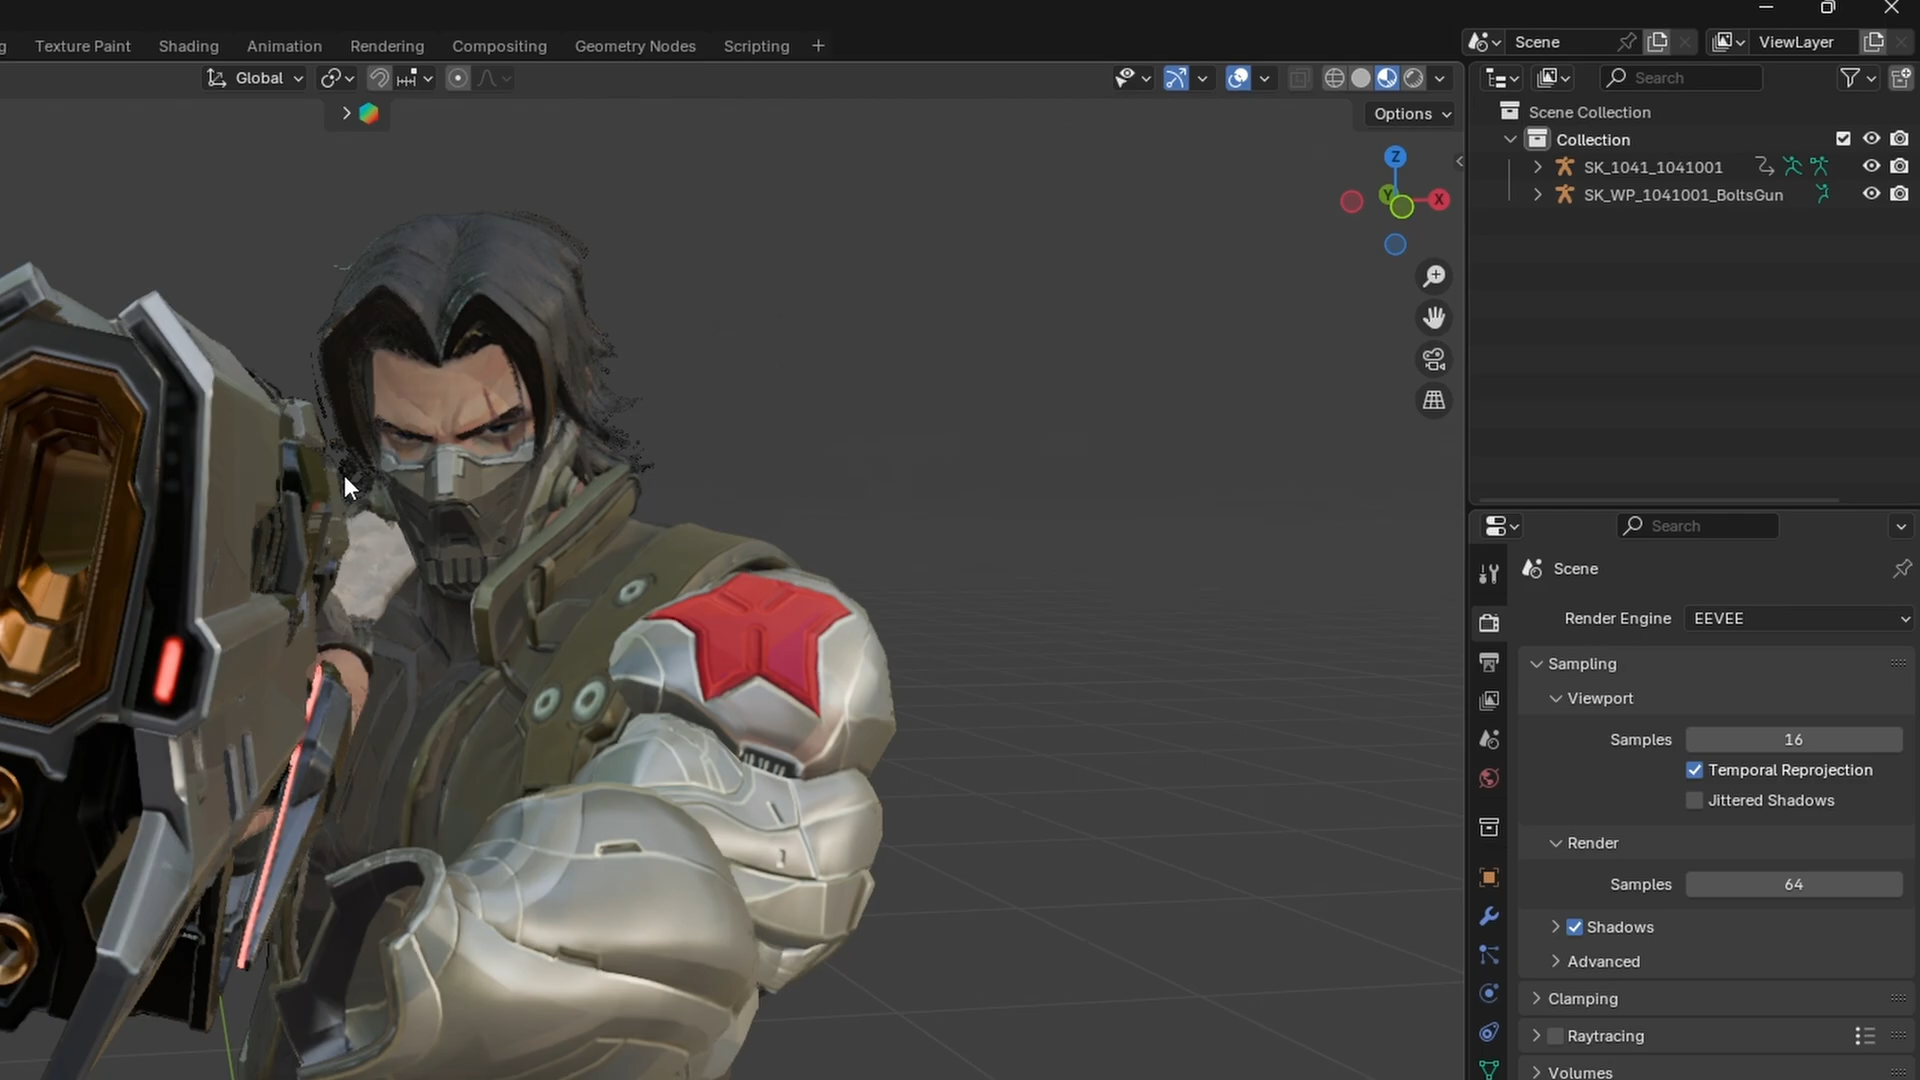 Texture Paint Shading Animation Rendering Compositing Geometry Nodes Scripting +
Scene
ViewLayer
Global
Search
Options
Scene Collection
Collection
SK_1041_1041001
SK_WP_1041001_BoltsGun
Z
Y
X
Search
Scene
Render Engine EEVEE
Sampling
Viewport
Samples 16
Temporal Reprojection
Jittered Shadows
Render
Samples 64
Shadows
Advanced
Clamping
Raytracing
Volumes